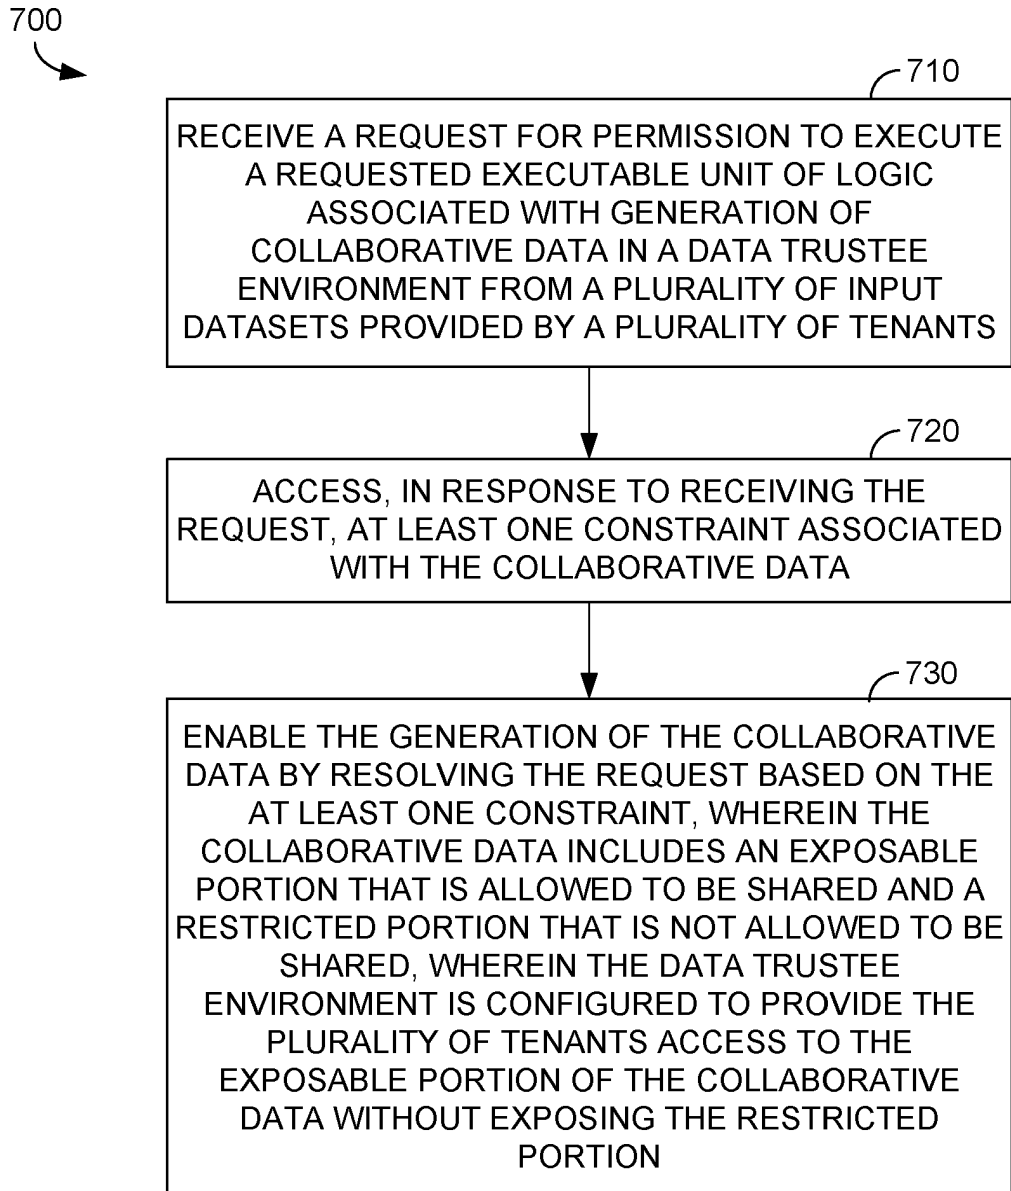 700
710
RECEIVE A REQUEST FOR PERMISSION TO EXECUTE
A REQUESTED EXECUTABLE UNIT OF LOGIC
ASSOCIATED WITH GENERATION OF
COLLABORATIVE DATA IN A DATA TRUSTEE
ENVIRONMENT FROM A PLURALITY OF INPUT
DATASETS PROVIDED BY A PLURALITY OF TENANTS
720
ACCESS, IN RESPONSE TO RECEIVING THE
REQUEST, AT LEAST ONE CONSTRAINT ASSOCIATED
WITH THE COLLABORATIVE DATA
730
ENABLE THE GENERATION OF THE COLLABORATIVE
DATA BY RESOLVING THE REQUEST BASED ON THE
AT LEAST ONE CONSTRAINT, WHEREIN THE
COLLABORATIVE DATA INCLUDES AN EXPOSABLE
PORTION THAT IS ALLOWED TO BE SHARED AND A
RESTRICTED PORTION THAT IS NOT ALLOWED TO BE
SHARED, WHEREIN THE DATA TRUSTEE
ENVIRONMENT IS CONFIGURED TO PROVIDE THE
PLURALITY OF TENANTS ACCESS TO THE
EXPOSABLE PORTION OF THE COLLABORATIVE
DATA WITHOUT EXPOSING THE RESTRICTED
PORTION